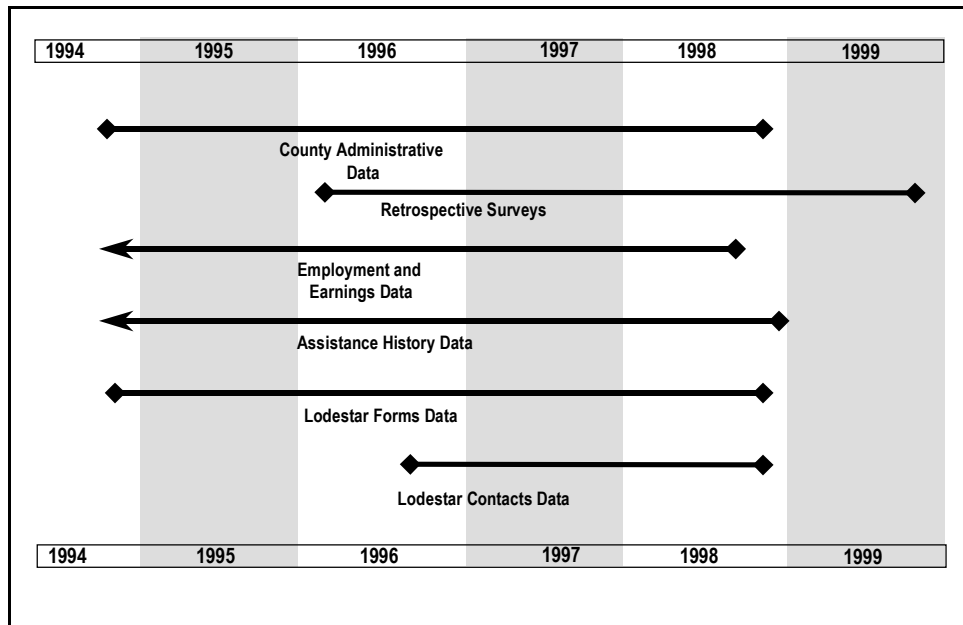 1994 1995 1996 1997 1998 1999
County Administrative
Data
Retrospective Surveys
Employment and
Earnings Data
Assistance History Data
Lodestar Forms Data
Lodestar Contacts Data
1994 1995 1996 1997 1998 1999